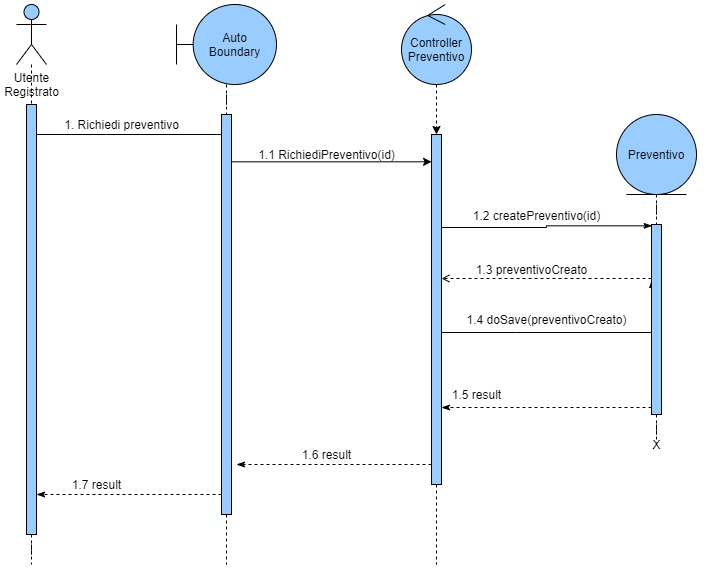 Auto
Boundary
Controller
Preventivo
Utente
Registrato
1. Richiedi preventivo
1.1 RichiediPreventivo(id)
Preventivo
1.2 createPreventivo(id)
1.3 preventivoCreato
1.4 doSave(preventivoCreato)
1.5 result
X
1.6 result
1.7 result